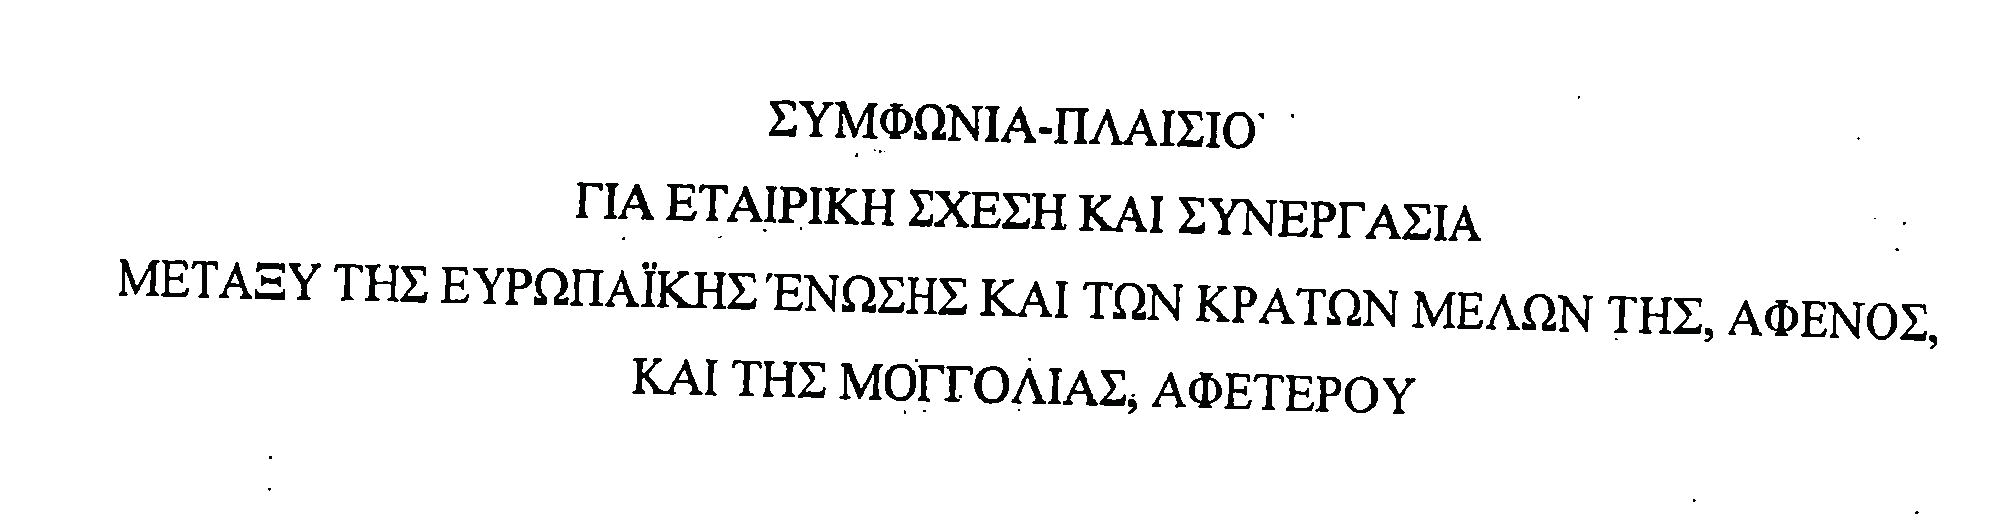 ΣΥΜΦΩΝΙΑ-ΠΛΑΙΣΙΟ
ΓΙΑ ΕΤΑΙΡΙΚΗ ΣΧΕΣΗ ΚΑΙ ΣΥΝΕΡΓΑΣΙΑ
ΜΕΤΑΞΥ ΤΗΣ ΕΥΡΩΠΑΪΚΗΣ ΈΝΩΣΗΣ ΚΑΙ ΤΩΝ ΚΡΑΤΩΝ ΜΕΛΩΝ ΤΗΣ, ΑΦΕΝΟΣ,
ΚΑΙ ΤΗΣ ΜΟΓΓΟΛΙΑΣ, ΑΦΕΤΕΡΟΥ